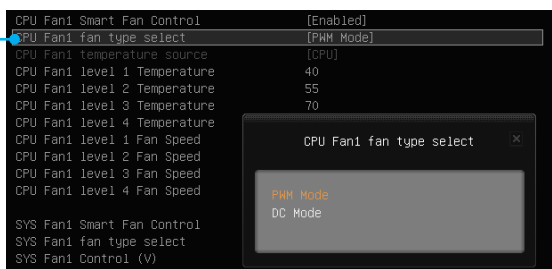 CPU Fan1 Smart Fan Control [Enabled]
CPU Fan1 fan type select [PWM Mode]
CPU Fan1 temperature source [CPU]
CPU Fan1 level 1 Temperature 40
CPU Fan1 level 2 Temperature 55
CPU Fan1 level 3 Temperature 70
CPU Fan1 level 4 Temperature
CPU Fan1 level 1 Fan Speed
CPU Fan1 level 2 Fan Speed
CPU Fan1 level 3 Fan Speed
CPU Fan1 level 4 Fan Speed
SYS Fan1 Smart Fan Control
SYS Fan1 fan type select
SYS Fan1 Control (V)
CPU Fan1 fan type select
PWM Mode
DC Mode